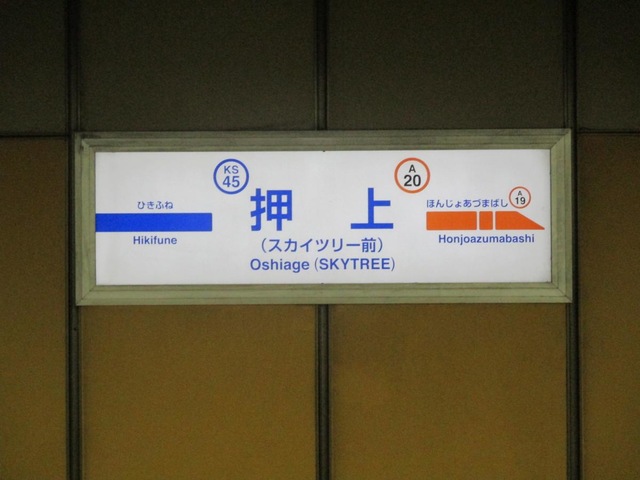 KS
45
A
20
ひきふね
押 上
ほんじょあづまばし
A
19
(スカイツリー前)
Hikifune
Oshiage (SKYTREE)
Honjoazumabashi